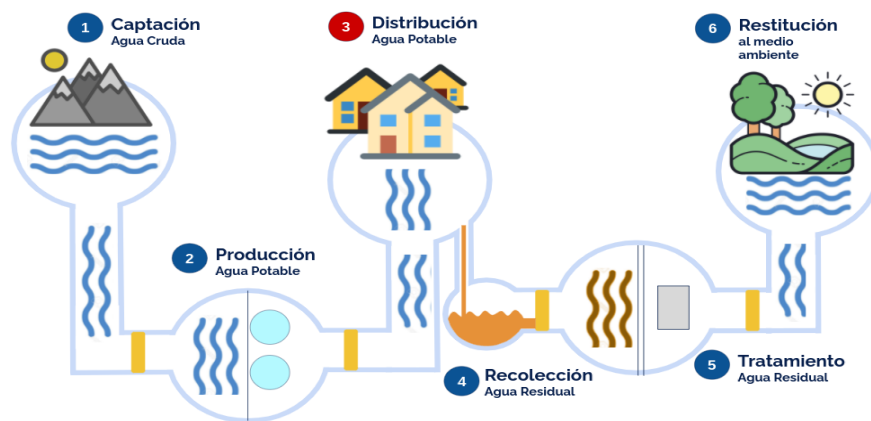 1
Captación
Agua Cruda
2
Producción
Agua Potable
3
Distribución
Agua Potable
4
Recolección
Agua Residual
5
Tratamiento
Agua Residual
6
Restitución
al medio
ambiente